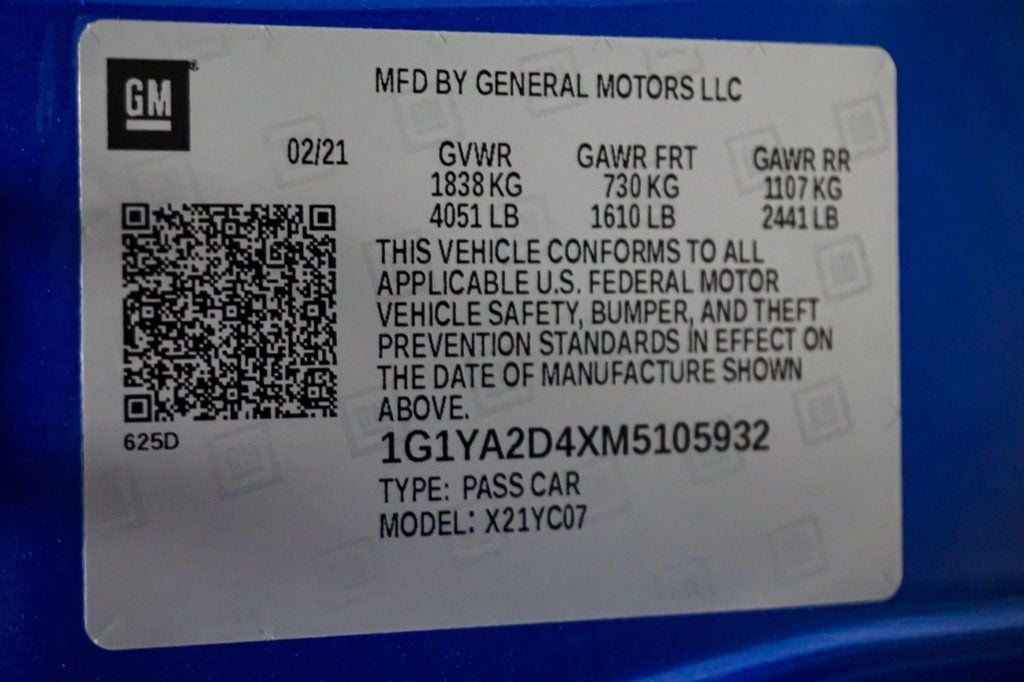 GM
MFD BY GENERAL MOTORS LLC
02/21 GVWR GAWR FRT GAWR RR
1838 KG 730 KG 1107 KG
4051 LB 1610 LB 2441 LB
THIS VEHICLE CONFORMS TO ALL
APPLICABLE U.S. FEDERAL MOTOR
VEHICLE SAFETY, BUMPER, AND THEFT
PREVENTION STANDARDS IN EFFECT ON
THE DATE OF MANUFACTURE SHOWN
ABOVE.
625D
1G1YA2D4XM5105932
TYPE: PASS CAR
MODEL: X21YC07